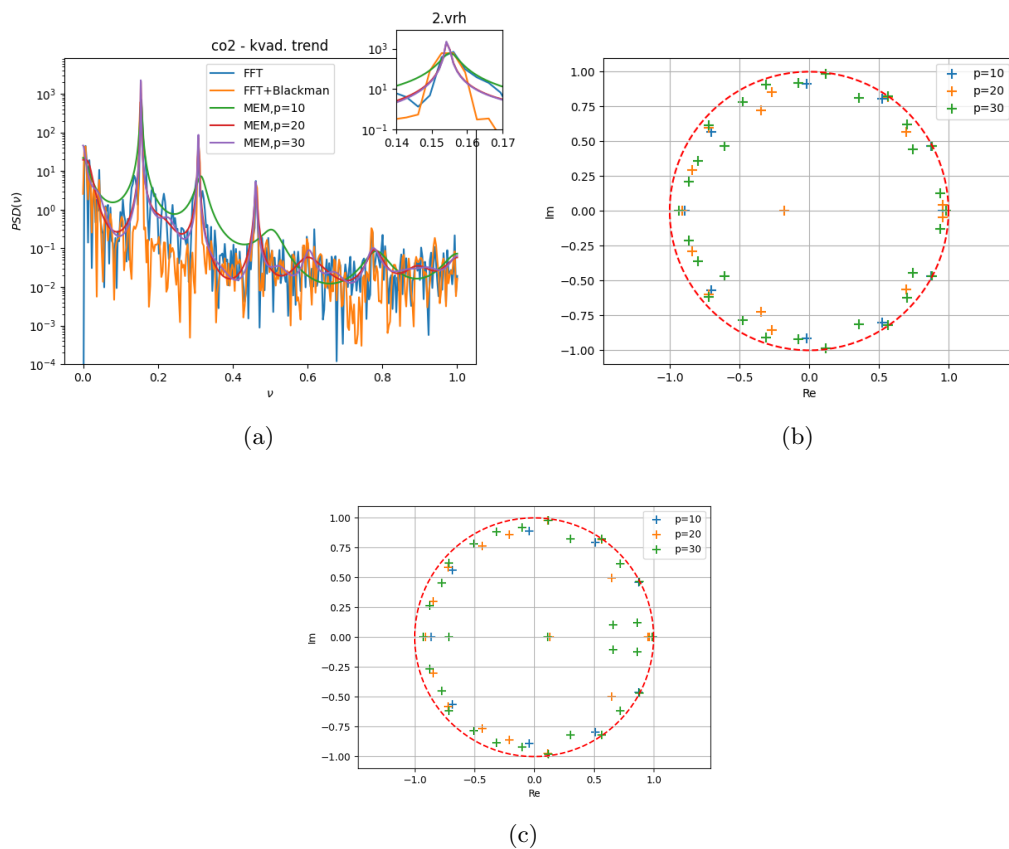 2.vrh
co2 - kvad. trend
FFT
FFT+Blackman
MEM,p=10
MEM,p=20
MEM,p=30
10³
10¹
10⁻¹
0.14 0.15 0.16 0.17
10³
10²
10¹
10⁰
10⁻¹
10⁻²
10⁻³
10⁻⁴
PSD(ν)
0.0 0.2 0.4 0.6 0.8 1.0
ν
(a)
p=10
p=20
p=30
1.00
0.75
0.50
0.25
0.00
−0.25
−0.50
−0.75
−1.00
Im
−1.0 −0.5 0.0 0.5 1.0
Re
(b)
p=10
p=20
p=30
1.00
0.75
0.50
0.25
0.00
−0.25
−0.50
−0.75
−1.00
Im
−1.0 −0.5 0.0 0.5 1.0
Re
(c)